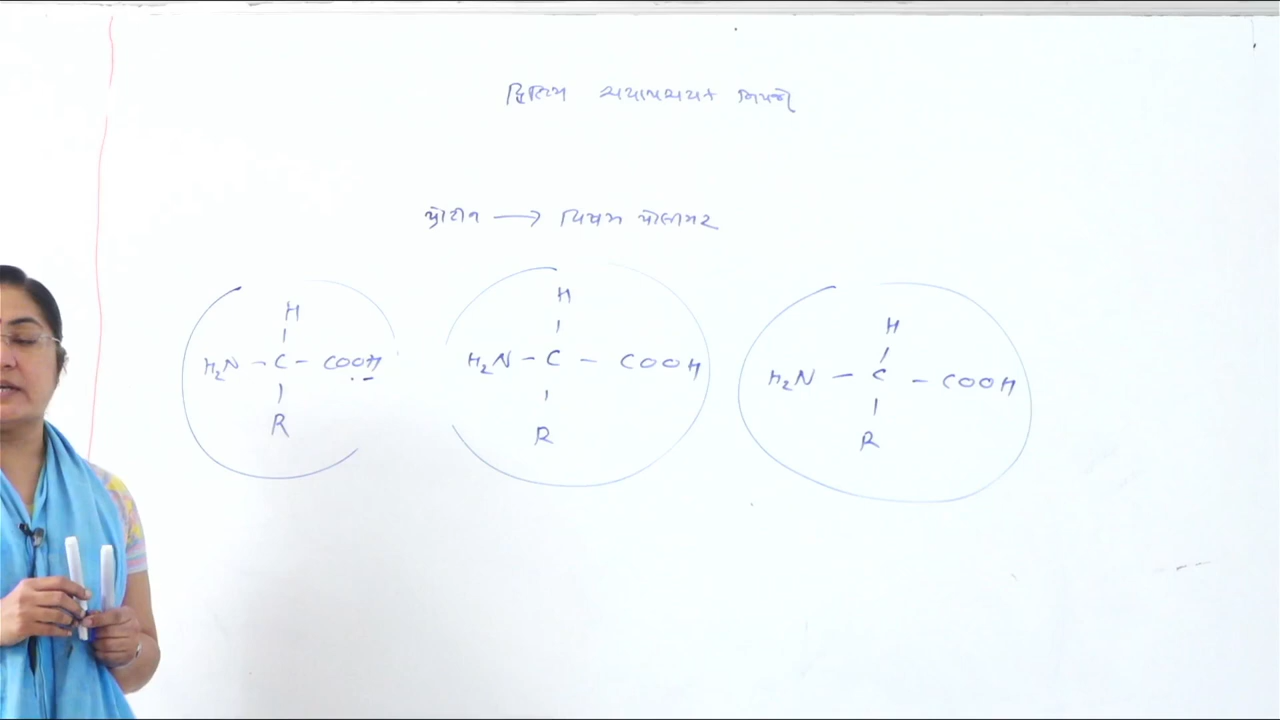 દ્વિતિય ચયાપચયક નિપજો
પ્રોટીન → વિષમ પોલીમર
H H H
H₂N - C - COOH H₂N - C - COOH H₂N - C - COOH
R R R